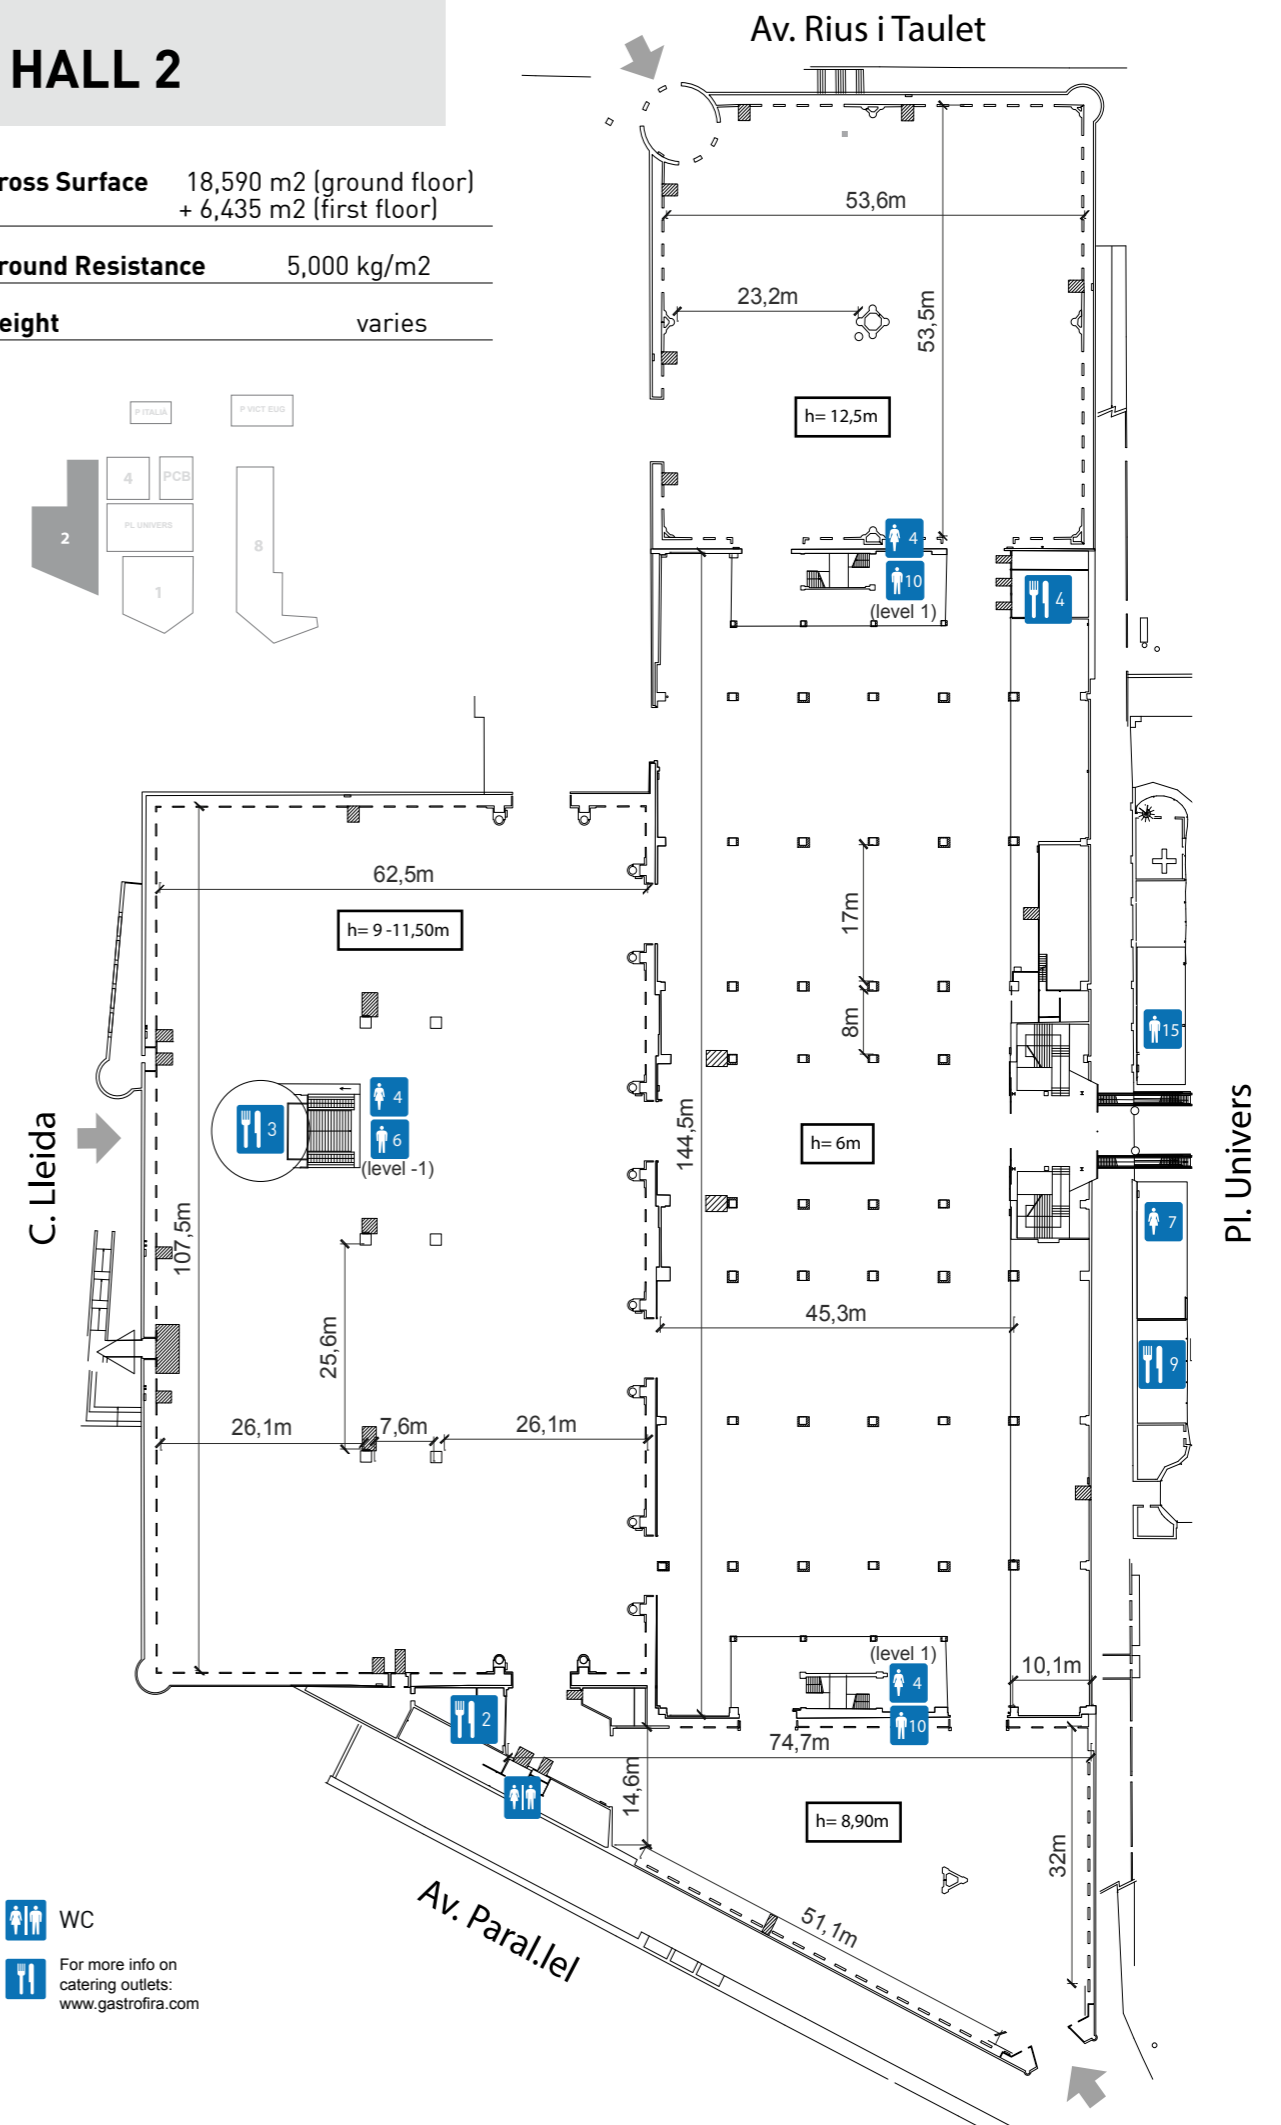 HALL 2
ross Surface 18,590 m2 (ground floor)
+ 6,435 m2 (first floor)
round Resistance 5,000 kg/m2
eight varies
P ITALIÀ
P VICT EUG
4
PCB
2
PL UNIVERS
8
1
Av. Rius i Taulet
53,6m
23,2m
53,5m
h= 12,5m
4
10
(level 1)
4
62,5m
h= 9 -11,50m
17m
8m
15
4
3
6
(level -1)
C. Lleida
144,5m
h= 6m
Pl. Univers
107,5m
7
45,3m
25,6m
9
26,1m
7,6m
26,1m
(level 1)
4
10,1m
2
10
74,7m
14,6m
h= 8,90m
32m
51,1m
Av. Paral.lel
WC
For more info on
catering outlets:
www.gastrofira.com